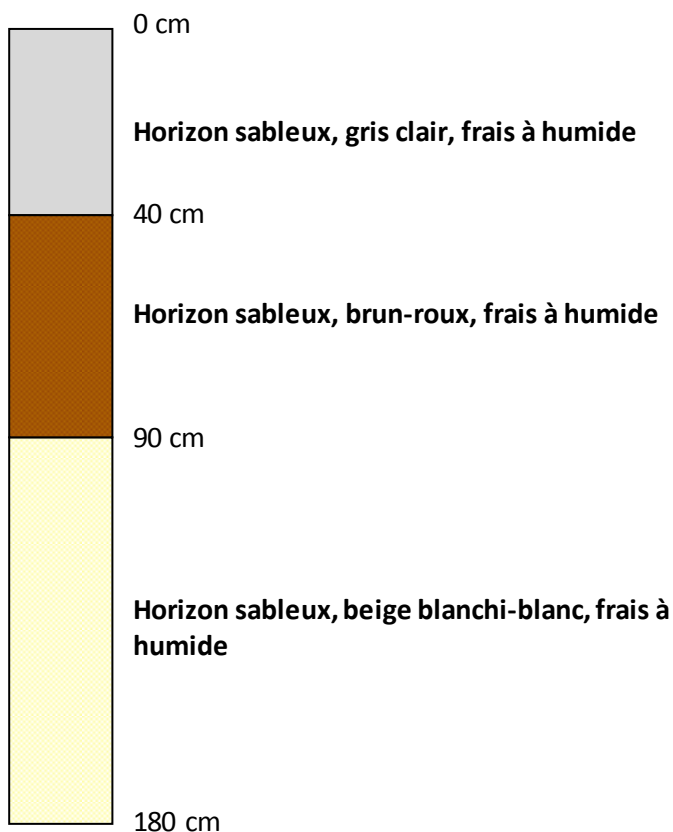 0 cm
Horizon sableux, gris clair, frais à humide
40 cm
Horizon sableux, brun-roux, frais à humide
90 cm
Horizon sableux, beige blanchi-blanc, frais à
humide
180 cm